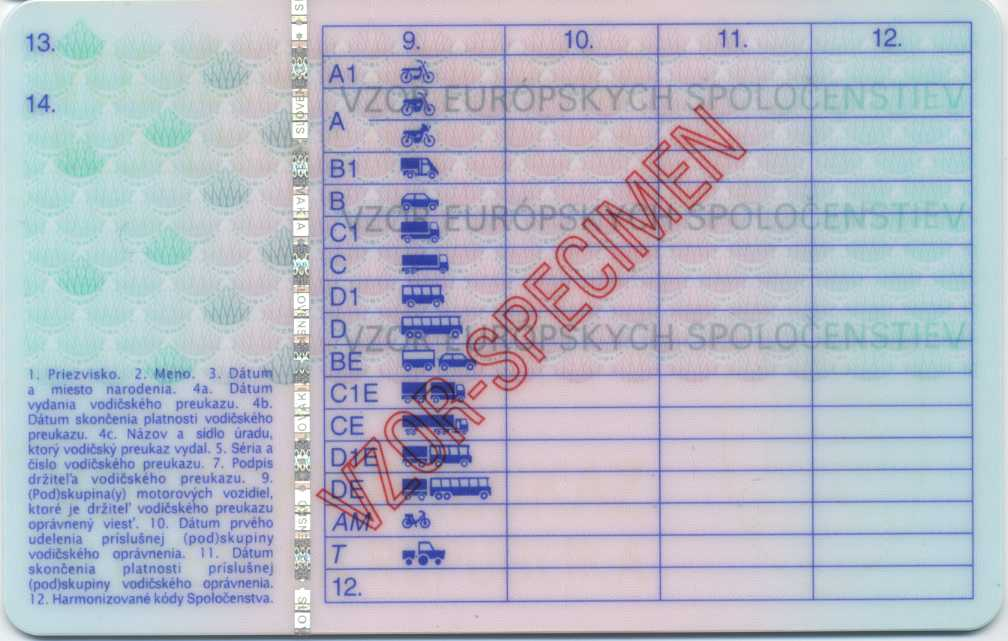 13.
14.
1. Priezvisko. 2. Meno. 3. Dátum
a miesto narodenia. 4a. Dátum
vydania vodičského preukazu. 4b.
Dátum skončenia platnosti vodičského
preukazu. 4c. Názov a sídlo úradu,
ktorý vodičský preukaz vydal. 5. Séria a
číslo vodičského preukazu. 7. Podpis
držiteľa vodičského preukazu. 9.
(Pod)skupina(y) motorových vozidiel,
ktoré je držiteľ vodičského preukazu
oprávnený viesť. 10. Dátum prvého
udelenia príslušnej (pod)skupiny
vodičského oprávnenia. 11. Dátum
skončenia platnosti príslušnej
(pod)skupiny vodičského oprávnenia.
12. Harmonizované kódy Spoločenstva.
9. 10. 11. 12.
A1
A
B1
B
C1
C
D1
D
BE
C1E
CE
D1E
DE
AM
T
12.
VZOR EURÓPSKYCH SPOLOČENSTIEV
VZOR EURÓPSKYCH SPOLOČENSTIEV
VZOR EURÓPSKYCH SPOLOČENSTIEV
VZOR-SPECIMEN